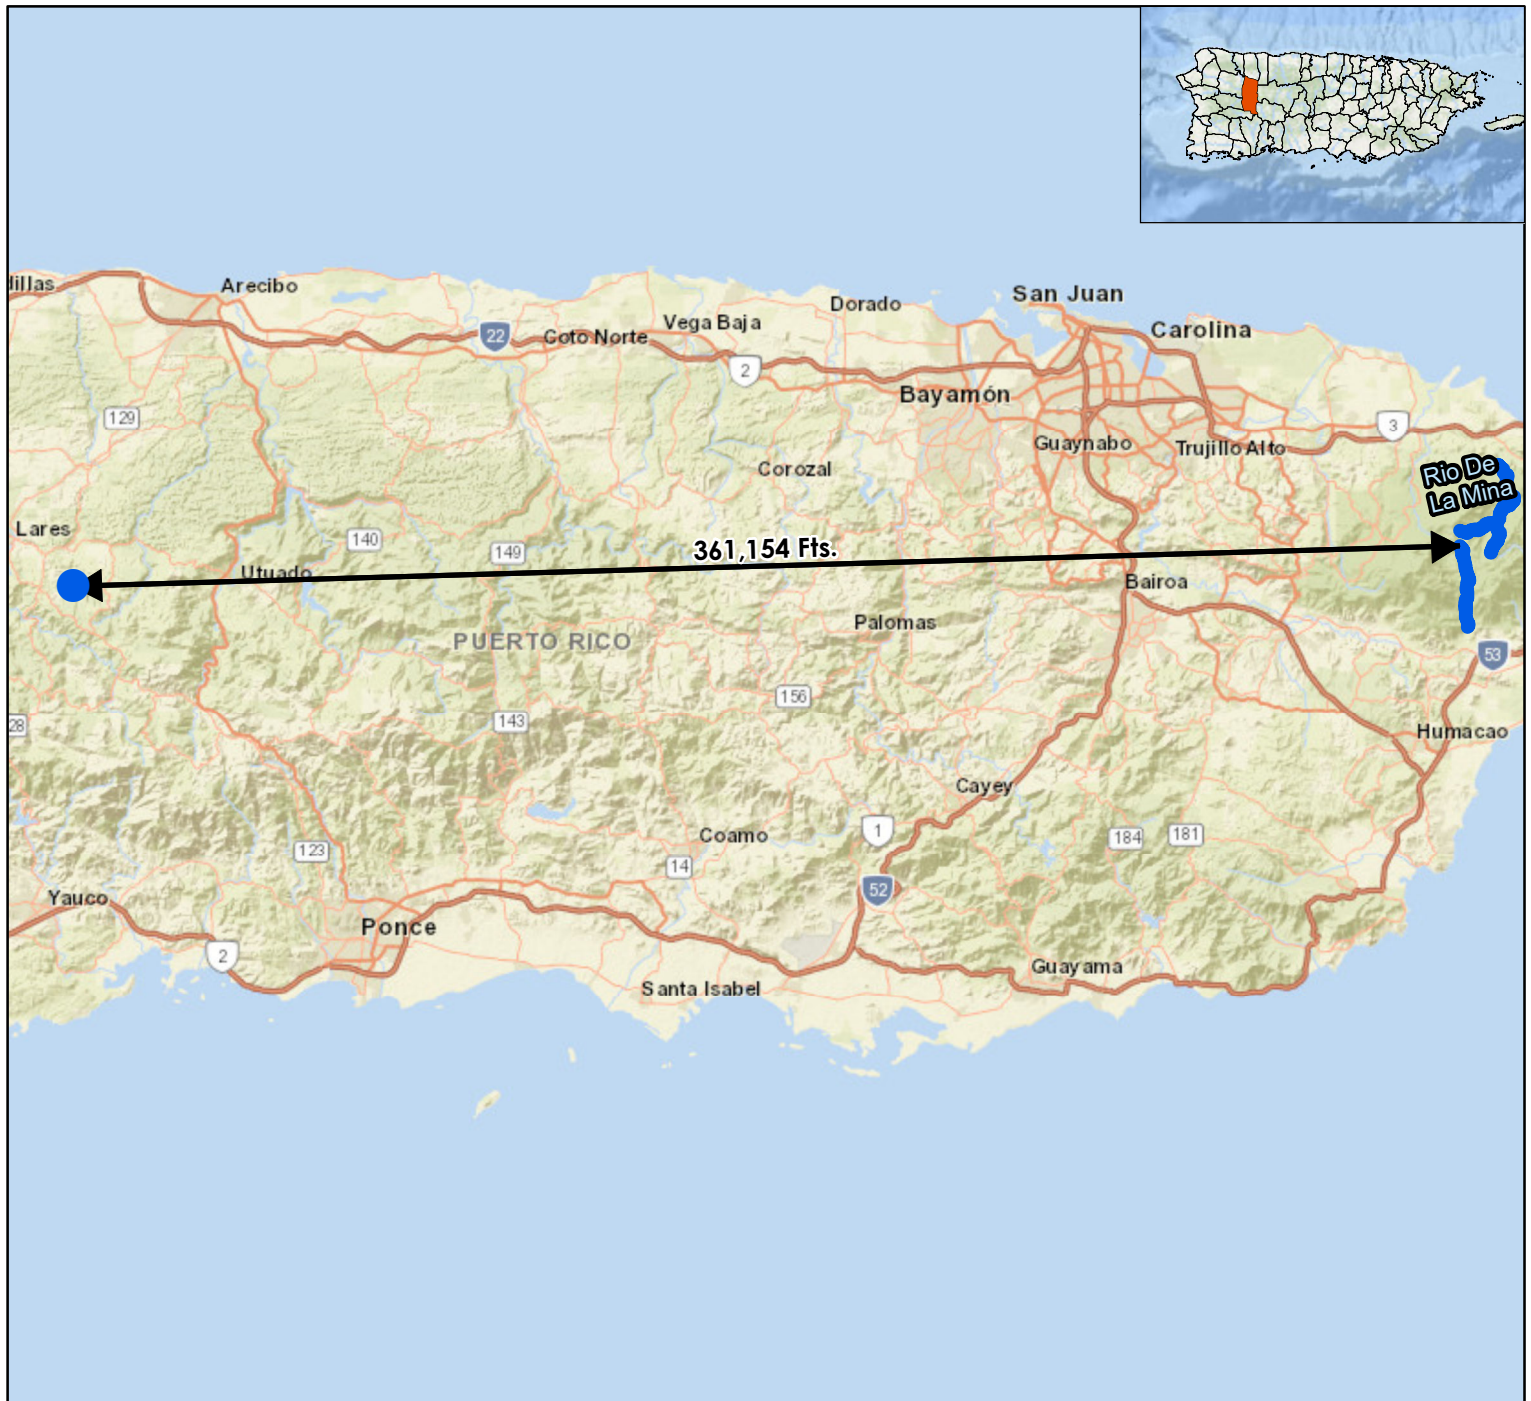 dillas
Arecibo
22
Coto Norte
Vega Baja
2
Dorado
San Juan
Carolina
Bayamón
129
Guaynabo
Trujillo Alto
3
Corozal
Rio De
La Mina
Lares
140
149
361,154 Fts.
Utuado
Bairoa
PUERTO RICO
Palomas
53
156
28
143
Humacao
Cayey
1
Coamo
184
181
123
14
52
Yauco
Ponce
2
Guayama
Santa Isabel